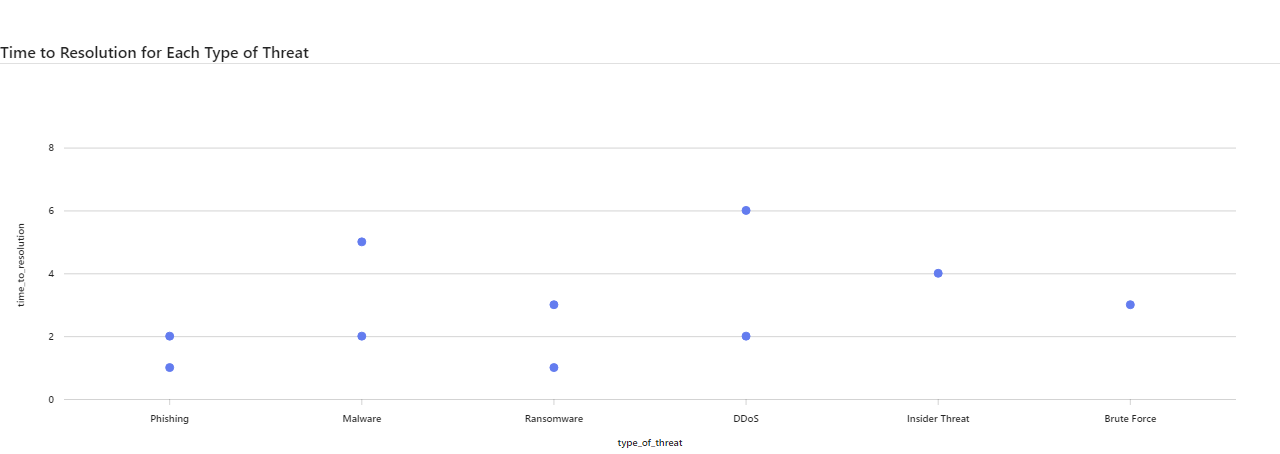 Time to Resolution for Each Type of Threat
8
6
time_to_resolution
4
2
0
Phishing Malware Ransomware DDoS Insider Threat Brute Force
type_of_threat